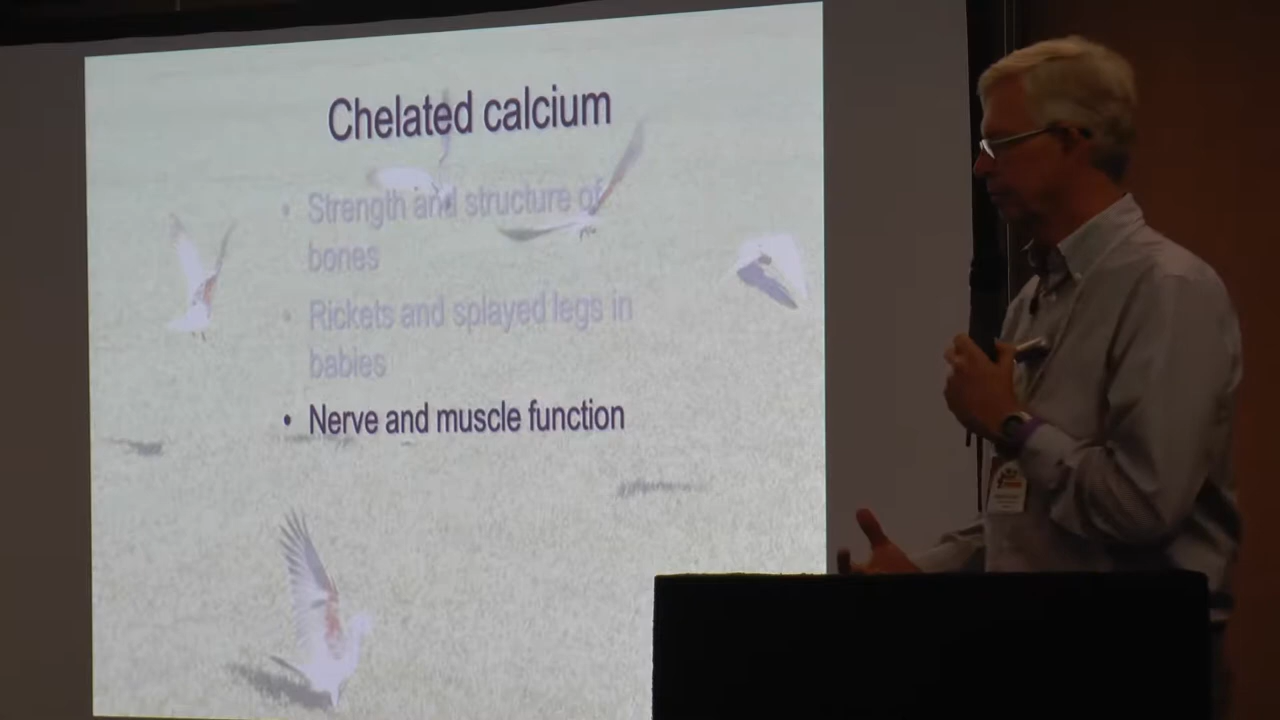 Chelated calcium
• Strength and structure of
bones
• Rickets and splayed legs in
babies
• Nerve and muscle function